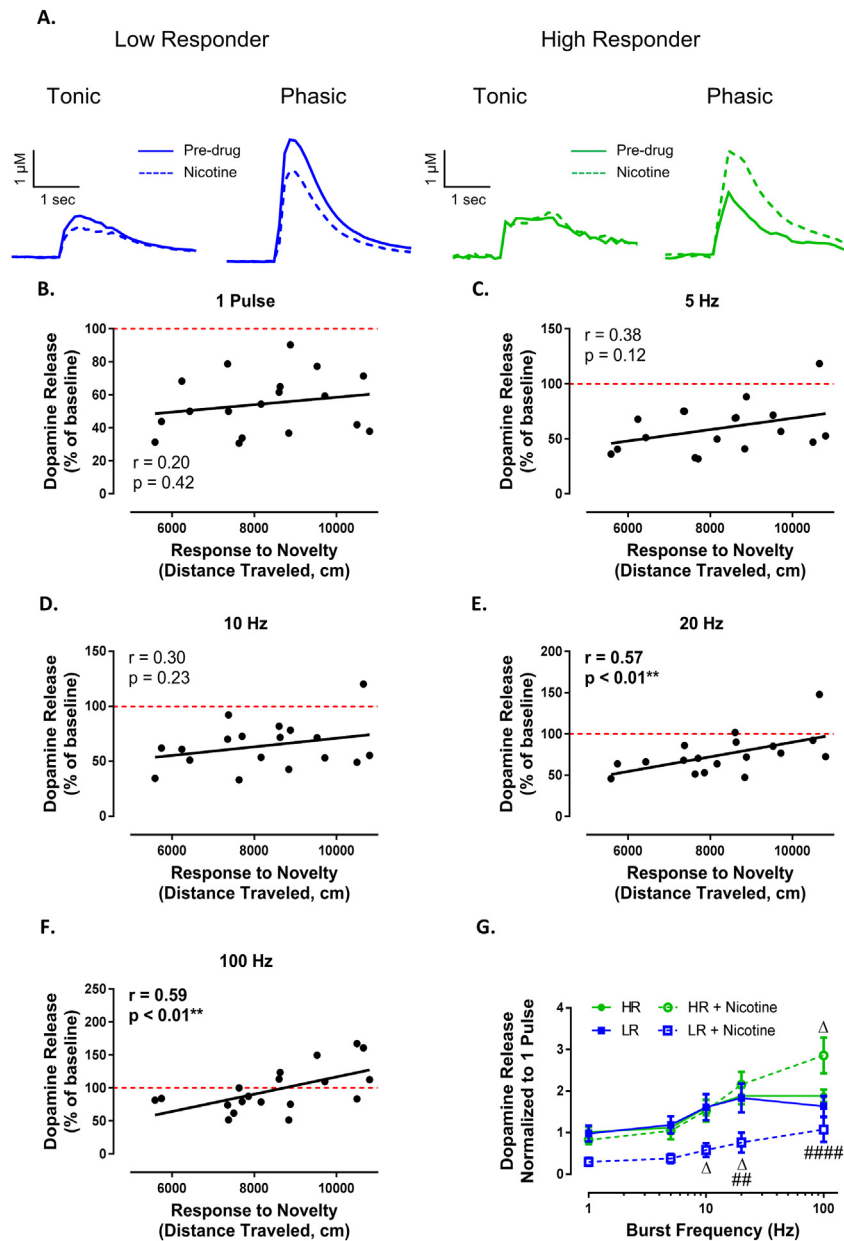 A.
Low Responder
High Responder
Tonic
Phasic
Tonic
Phasic
1 µM
1 sec
Pre-drug
Nicotine
1 µM
1 sec
Pre-drug
Nicotine
B.
1 Pulse
Dopamine Release
(% of baseline)
100
80
60
40
20
0
r = 0.20
p = 0.42
6000 8000 10000
Response to Novelty
(Distance Traveled, cm)
C.
5 Hz
Dopamine Release
(% of baseline)
150
100
50
0
r = 0.38
p = 0.12
6000 8000 10000
Response to Novelty
(Distance Traveled, cm)
D.
10 Hz
Dopamine Release
(% of baseline)
150
100
50
0
r = 0.30
p = 0.23
6000 8000 10000
Response to Novelty
(Distance Traveled, cm)
E.
20 Hz
Dopamine Release
(% of baseline)
200
150
100
50
0
r = 0.57
p < 0.01**
6000 8000 10000
Response to Novelty
(Distance Traveled, cm)
F.
100 Hz
Dopamine Release
(% of baseline)
250
200
150
100
50
0
r = 0.59
p < 0.01**
6000 8000 10000
Response to Novelty
(Distance Traveled, cm)
G.
Dopamine Release
Normalized to 1 Pulse
4
3
2
1
0
HR
HR + Nicotine
LR
LR + Nicotine
Δ
Δ
Δ
##
####
1 10 100
Burst Frequency (Hz)